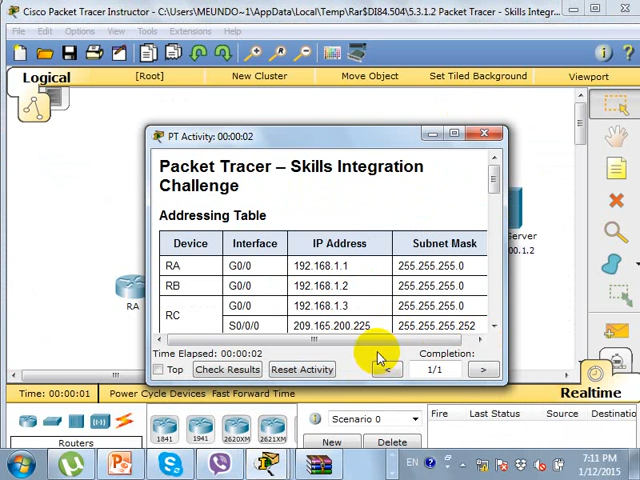 Cisco Packet Tracer Instructor - C:\Users\MEUNDO~1\AppData\Local\Temp\Rar$DI84.504\5.3.1.2 Packet Tracer - Skills Integr...
File Edit Options View Tools Extensions Help
Logical [Root] New Cluster Move Object Set Tiled Background Viewport
PT Activity: 00:00:02
Packet Tracer – Skills Integration
Challenge
Addressing Table
Device Interface IP Address Subnet Mask
RA G0/0 192.168.1.1 255.255.255.0
RB G0/0 192.168.1.2 255.255.255.0
RC G0/0 192.168.1.3 255.255.255.0
S0/0/0 209.165.200.225 255.255.255.252
Server
00.1.2
RA
Time Elapsed: 00:00:02 Completion:
Top Check Results Reset Activity < 1/1 >
Time: 00:00:01 Power Cycle Devices Fast Forward Time Realtime
Routers
1841 1941 2620XM 2621XM
Scenario 0
New Delete
Fire Last Status Source Destinatio
EN 7:11 PM
1/12/2015